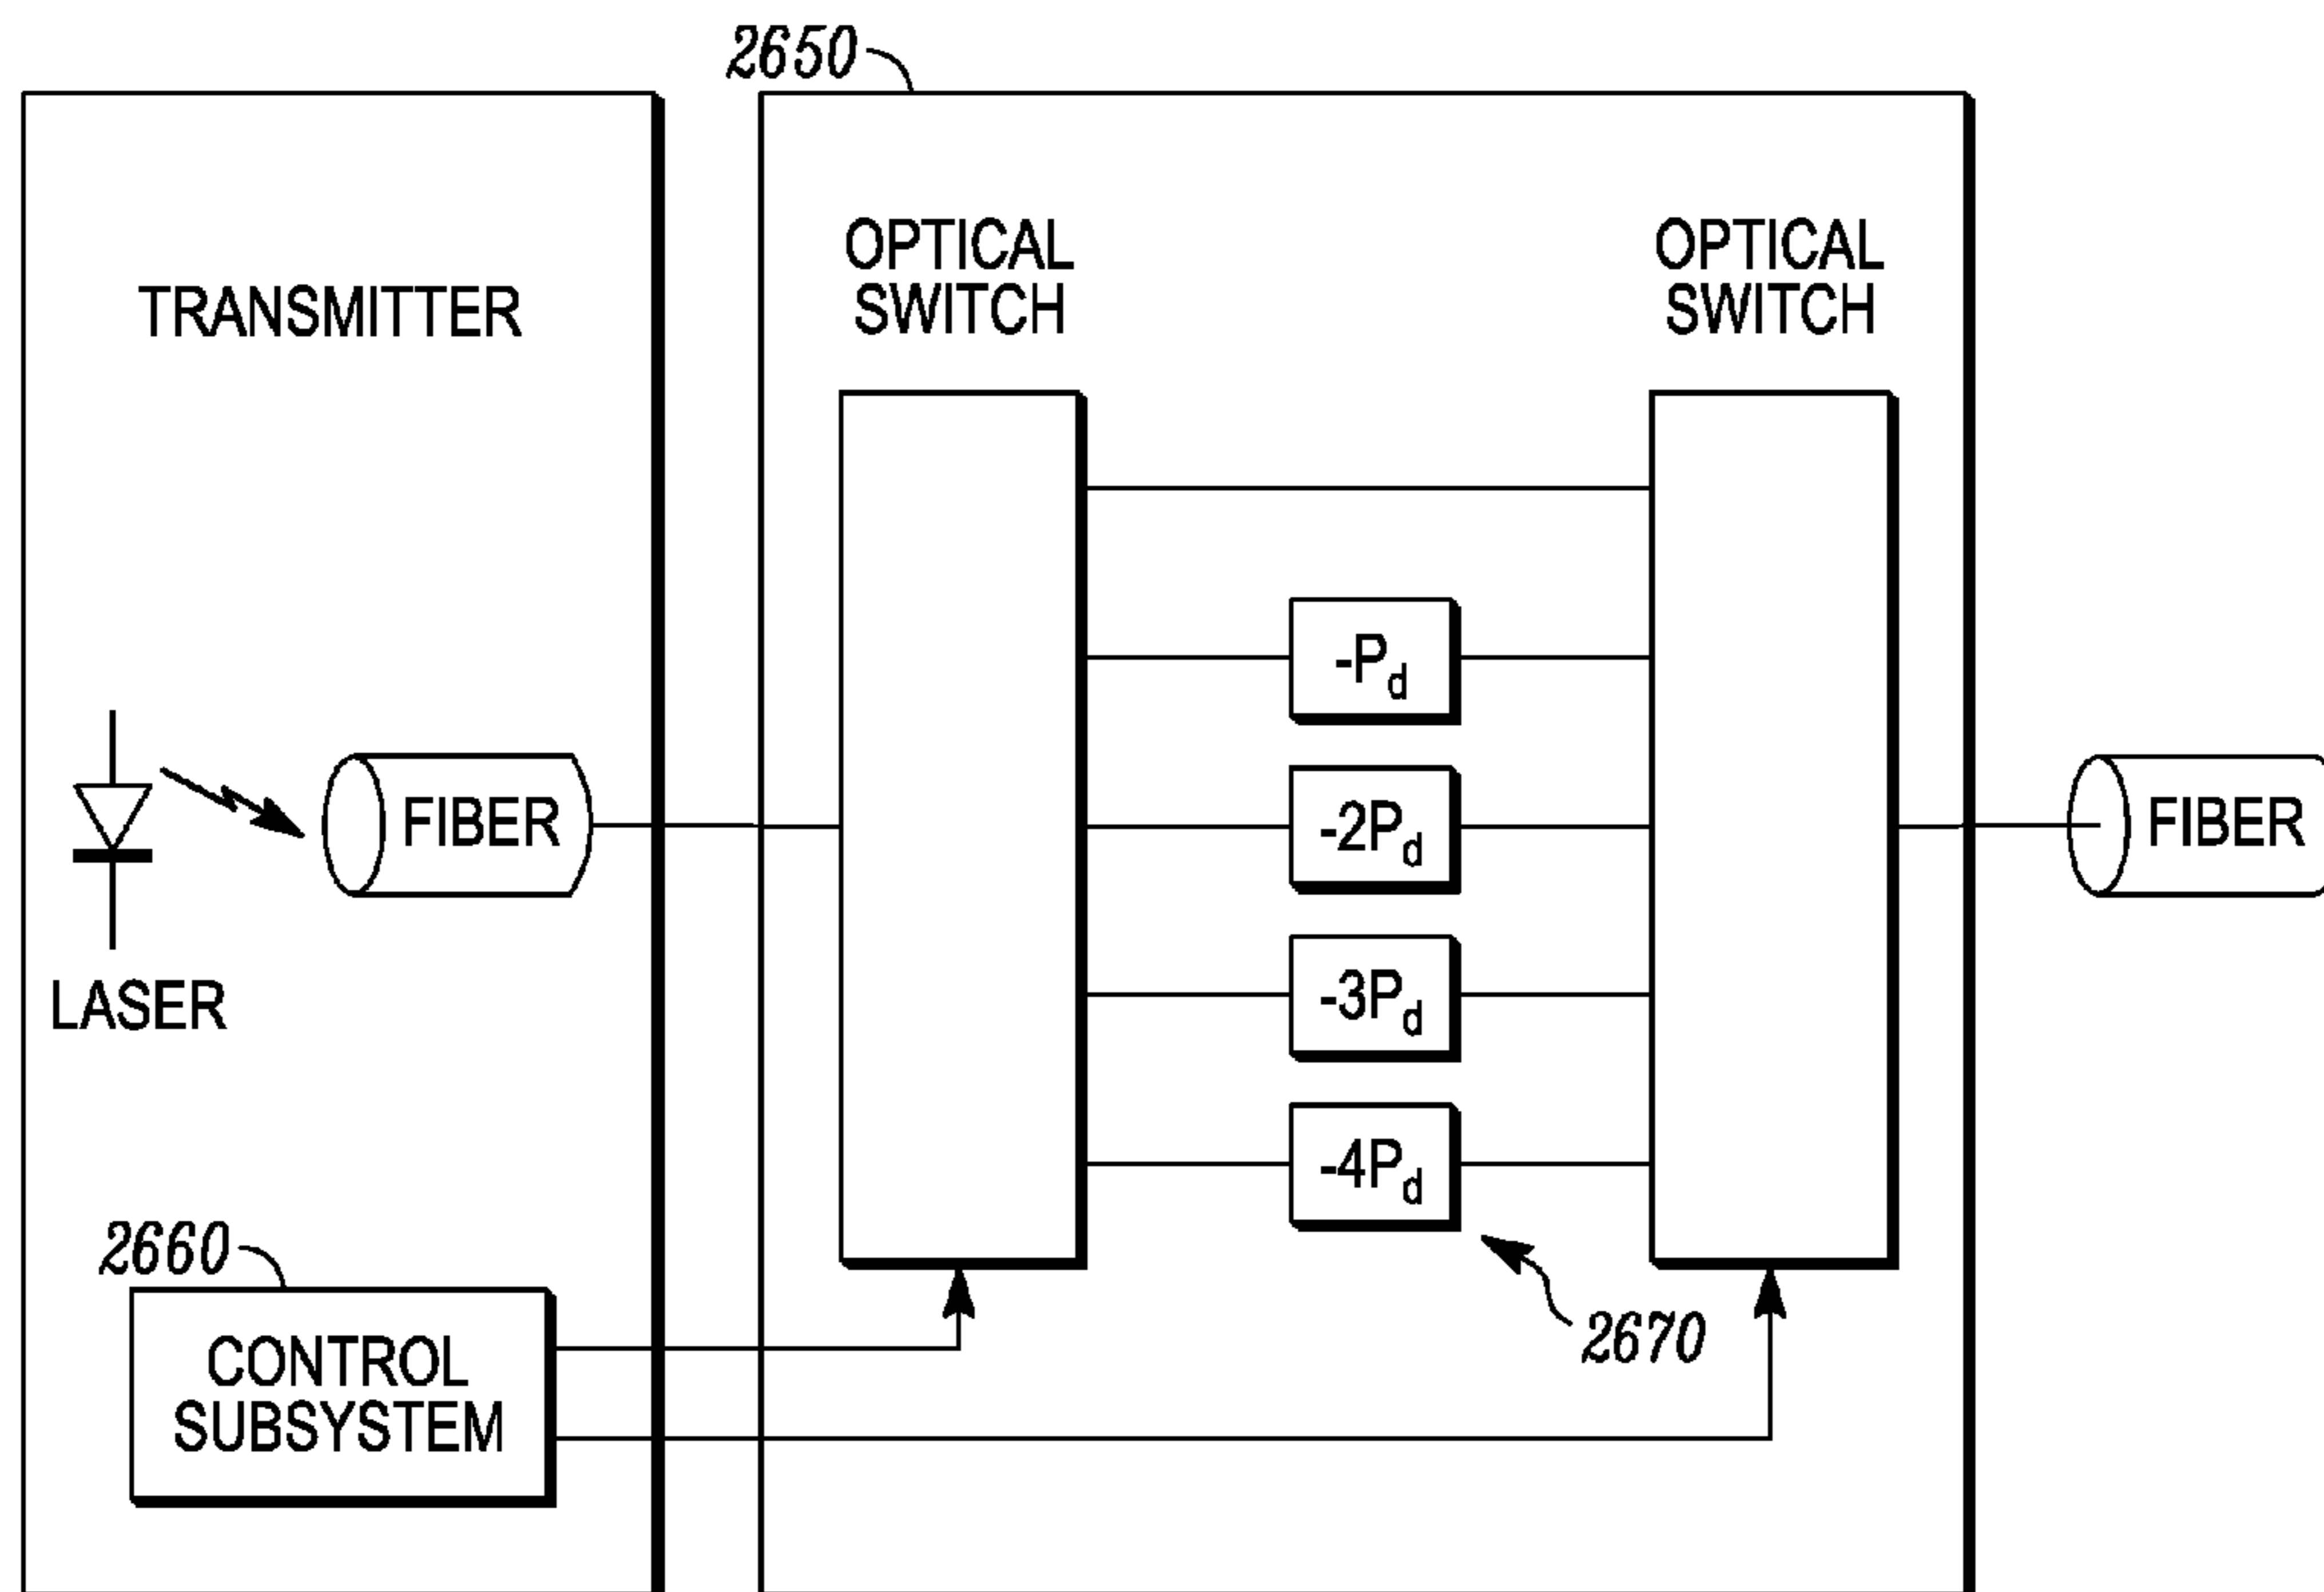 2650
TRANSMITTER
OPTICAL
SWITCH
OPTICAL
SWITCH
-Pd
-2Pd
-3Pd
-4Pd
FIBER
FIBER
LASER
2660
CONTROL
SUBSYSTEM
2670